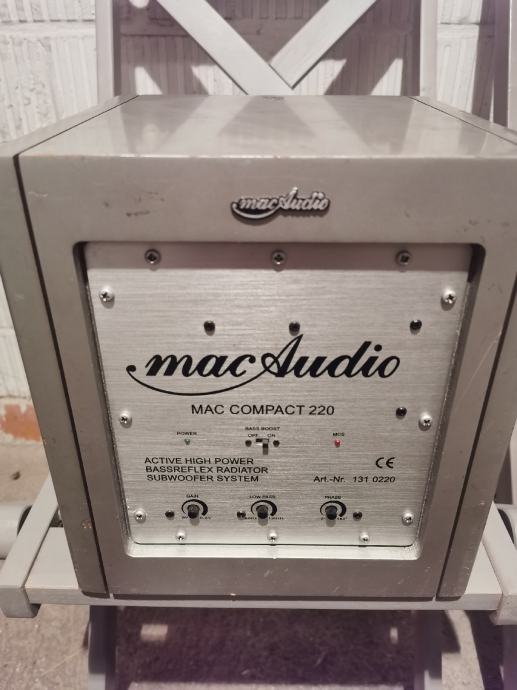 macAudio
macAudio
MAC COMPACT 220
BASS BOOST
POWER
OFF ON
MCS
ACTIVE HIGH POWER
BASSREFLEX RADIATOR
SUBWOOFER SYSTEM
CE
Art.-Nr. 131 0220
GAIN
LOW-PASS
PHASE